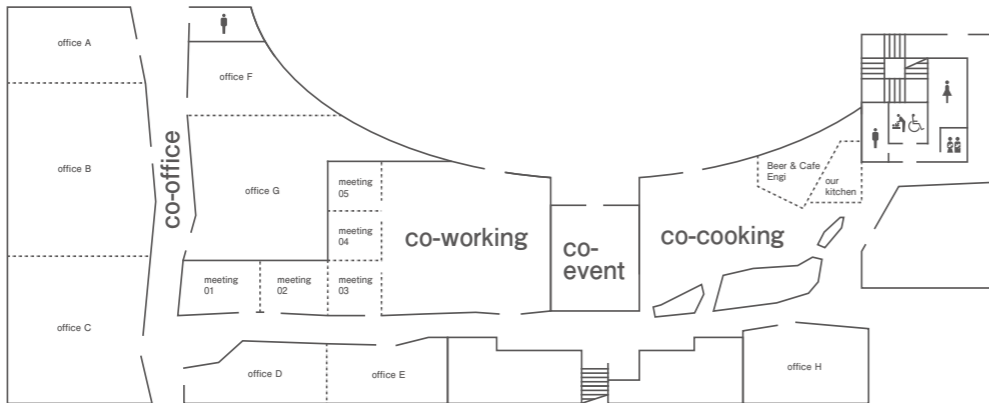 office A
office F
office B
co-office
office G
meeting
05
meeting
04
meeting
01
meeting
02
meeting
03
co-working
co-
event
co-cooking
Beer & Cafe
Engi
our
kitchen
office C
office D
office E
office H